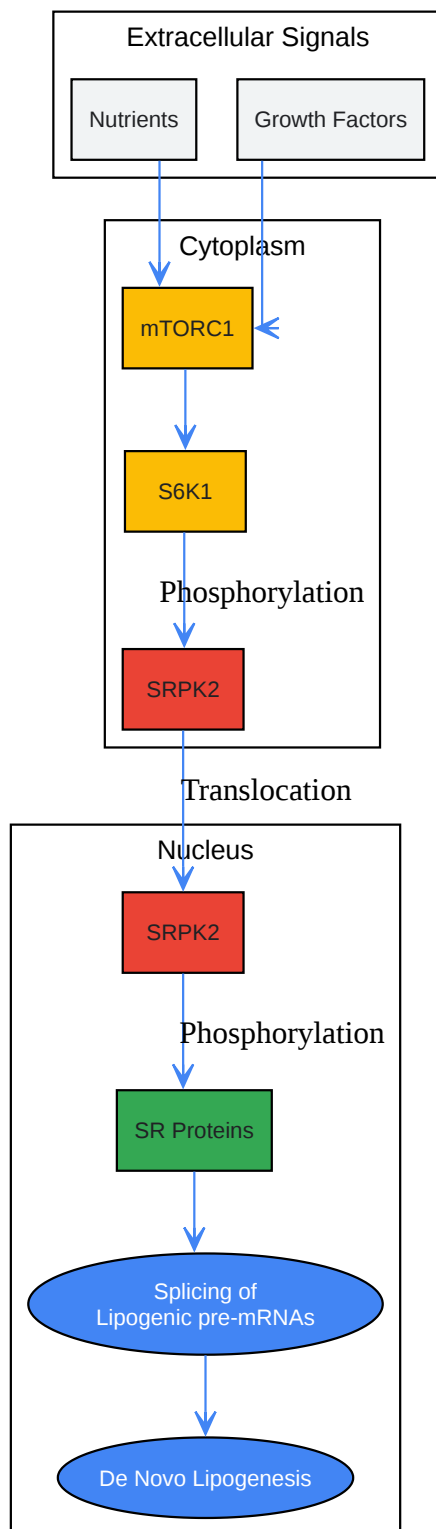 Extracellular Signals
Nutrients
Growth Factors
Cytoplasm
mTORC1
S6K1
Phosphorylation
SRPK2
Translocation
Nucleus
SRPK2
Phosphorylation
SR Proteins
Splicing of
Lipogenic pre-mRNAs
De Novo Lipogenesis